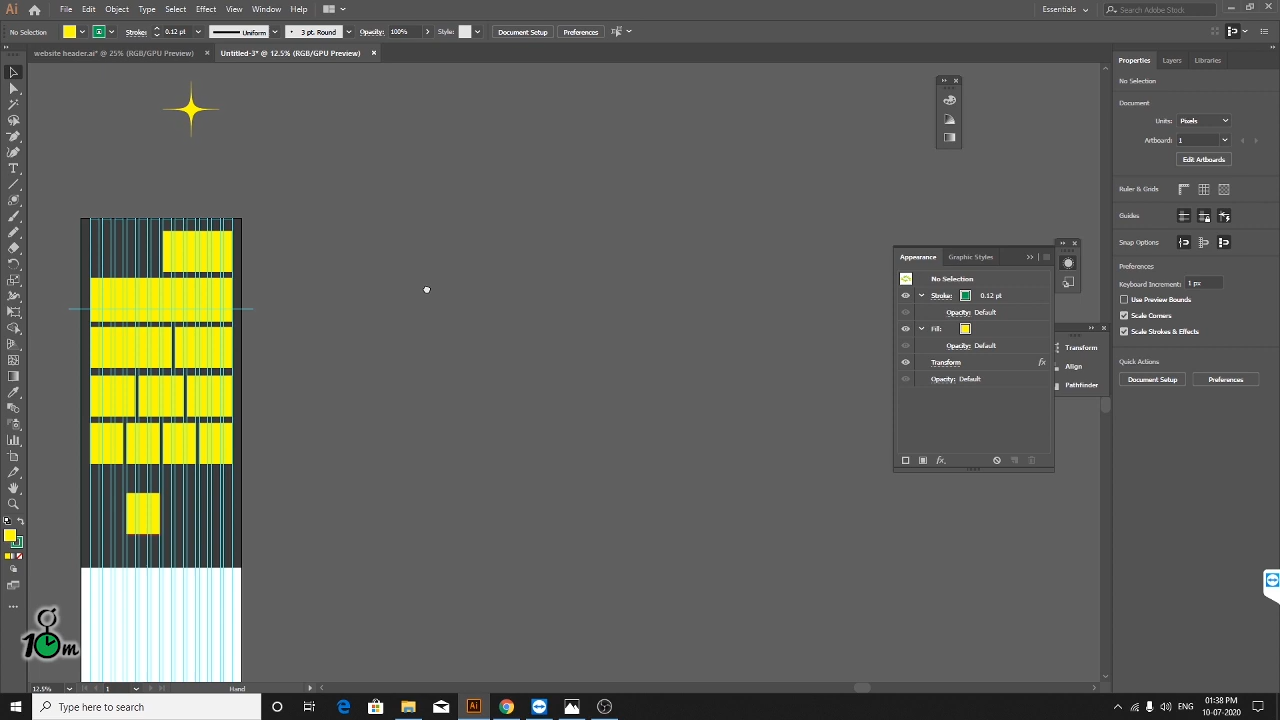 Ai File Edit Object Type Select Effect View Window Help Essentials Search Adobe Stock
No Selection Stroke: 0.12 pt Uniform 3 pt. Round Opacity: 100% Style: Document Setup Preferences
website header.ai* @ 25% (RGB/GPU Preview) × Untitled-3* @ 12.5% (RGB/GPU Preview) ×
Properties Layers Libraries
No Selection
Document
Units: Pixels
Artboard: 1
Edit Artboards
Ruler & Grids
Guides
Snap Options
Preferences
Keyboard Increment: 1 px
Use Preview Bounds
Scale Corners
Scale Strokes & Effects
Quick Actions
Document Setup Preferences
Appearance Graphic Styles
No Selection
Stroke: 0.12 pt
Opacity: Default
Fill:
Opacity: Default
Transform fx
Opacity: Default
fx.
Transform
Align
Pathfinder
10m
12.5% 1 Hand
Type here to search
Ai
ENG
01:38 PM
10-07-2020